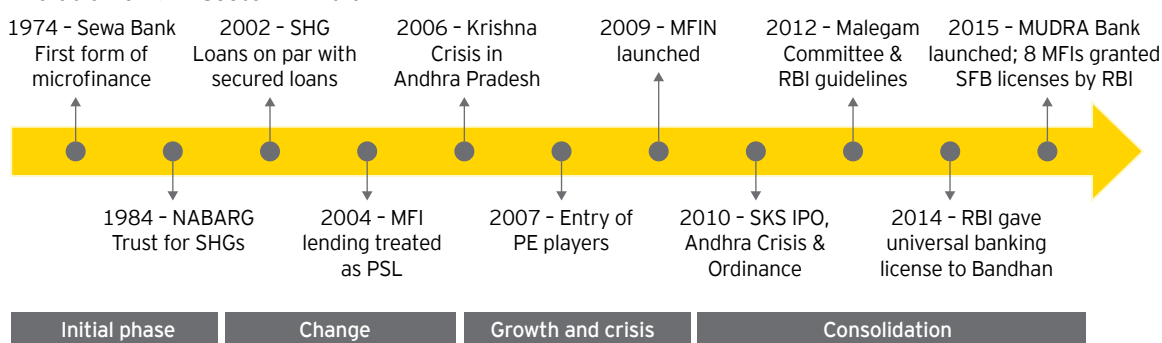 1974 – Sewa Bank
First form of
microfinance
2002 – SHG
Loans on par with
secured loans
2006 – Krishna
Crisis in
Andhra Pradesh
2009 – MFIN
launched
2012 – Malegam
Committee &
RBI guidelines
2015 – MUDRA Bank
launched; 8 MFIs granted
SFB licenses by RBI
1984 – NABARG
Trust for SHGs
2004 – MFI
lending treated
as PSL
2007 – Entry of
PE players
2010 – SKS IPO,
Andhra Crisis &
Ordinance
2014 – RBI gave
universal banking
license to Bandhan
Initial phase
Change
Growth and crisis
Consolidation